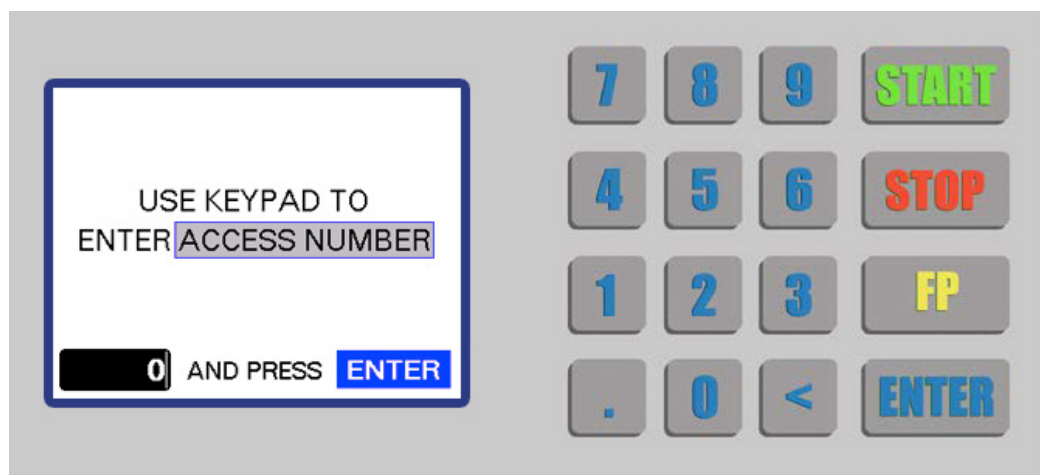 USE KEYPAD TO
ENTER ACCESS NUMBER
0 AND PRESS ENTER
7 8 9 START
4 5 6 STOP
1 2 3 FP
. 0 < ENTER